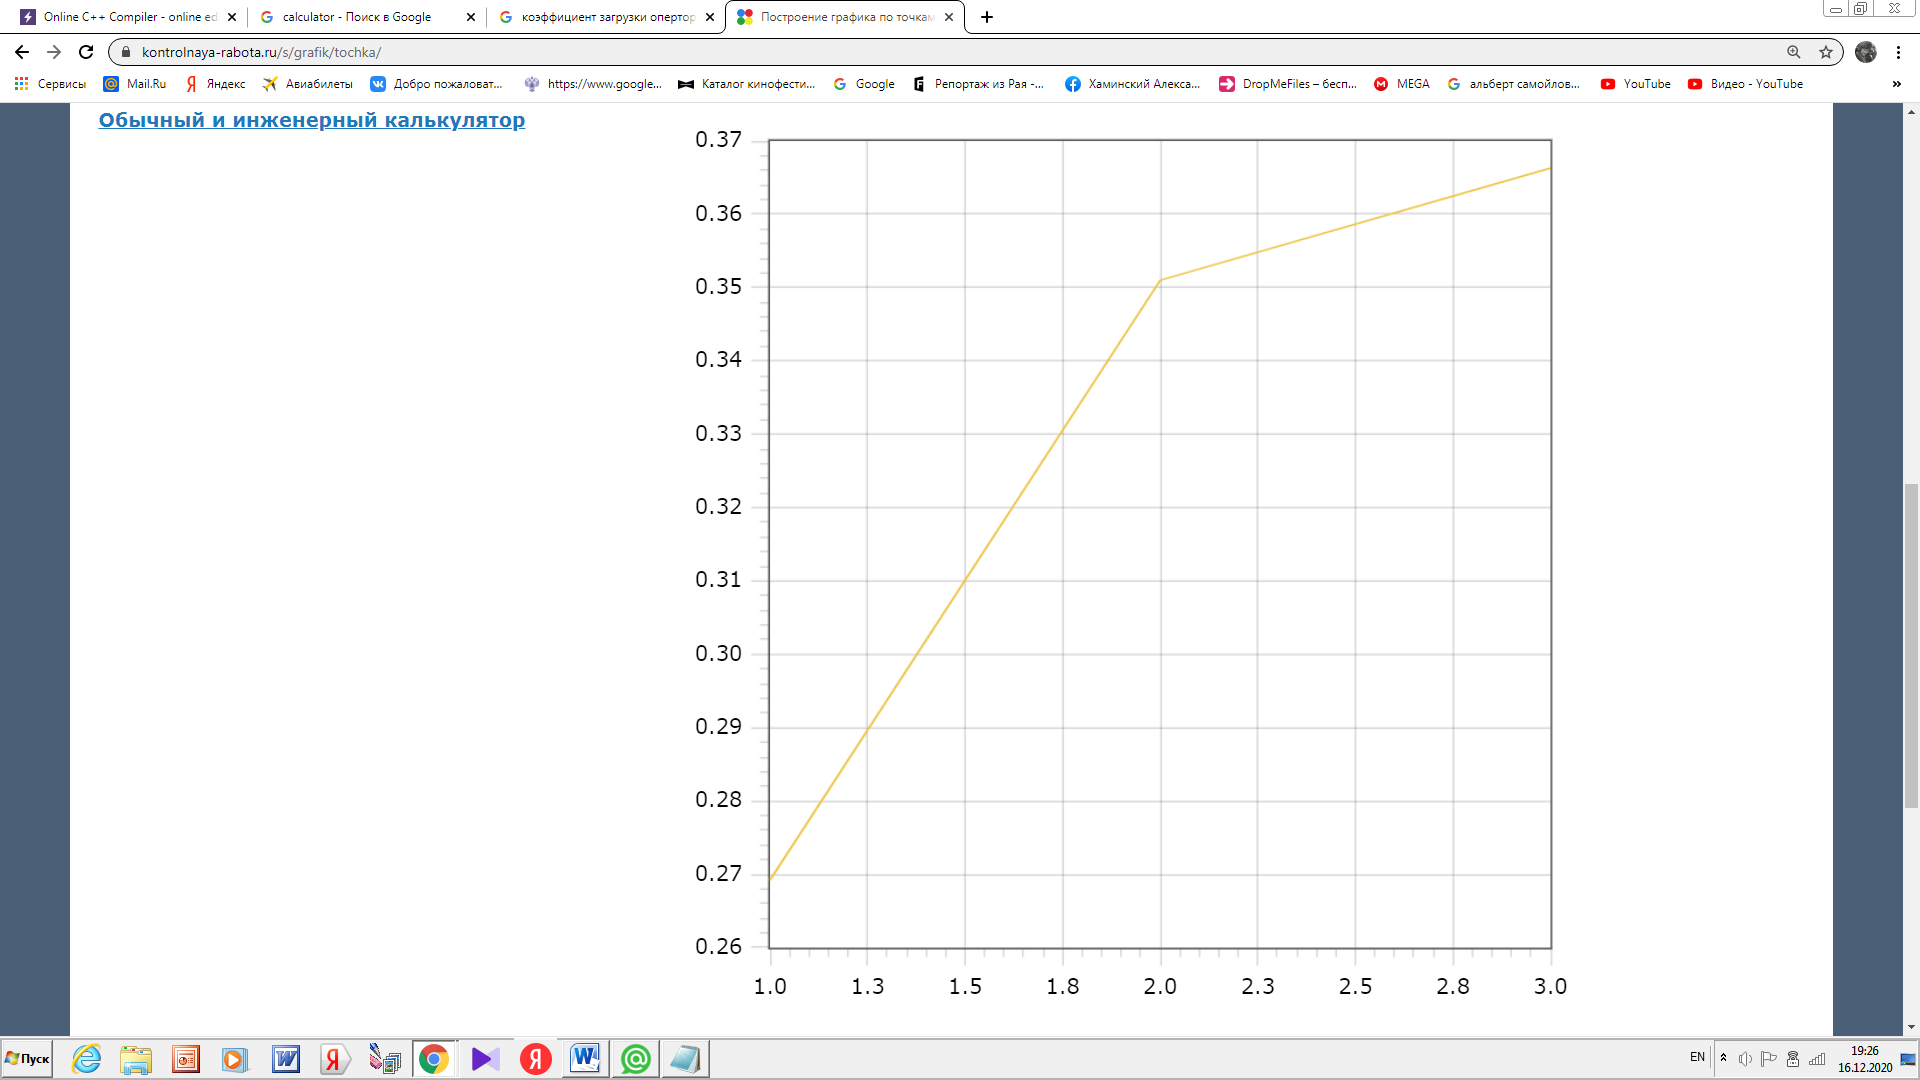 Online C++ Compiler - online ed
calculator - Поиск в Google
коэффициент загрузки опертор
Построение графика по точкам
kontrolnaya-rabota.ru/s/grafik/tochka/
Сервисы Mail.Ru Яндекс Авиабилеты Добро пожаловат... https://www.google... Каталог кинофести... Google Репортаж из Рая -... Хаминский Алекса... DropMeFiles – бесп... MEGA альберт самойлов... YouTube Видео - YouTube »
Обычный и инженерный калькулятор
0.37
0.36
0.35
0.34
0.33
0.32
0.31
0.30
0.29
0.28
0.27
0.26
1.0 1.3 1.5 1.8 2.0 2.3 2.5 2.8 3.0
Пуск
EN
19:26
16.12.2020